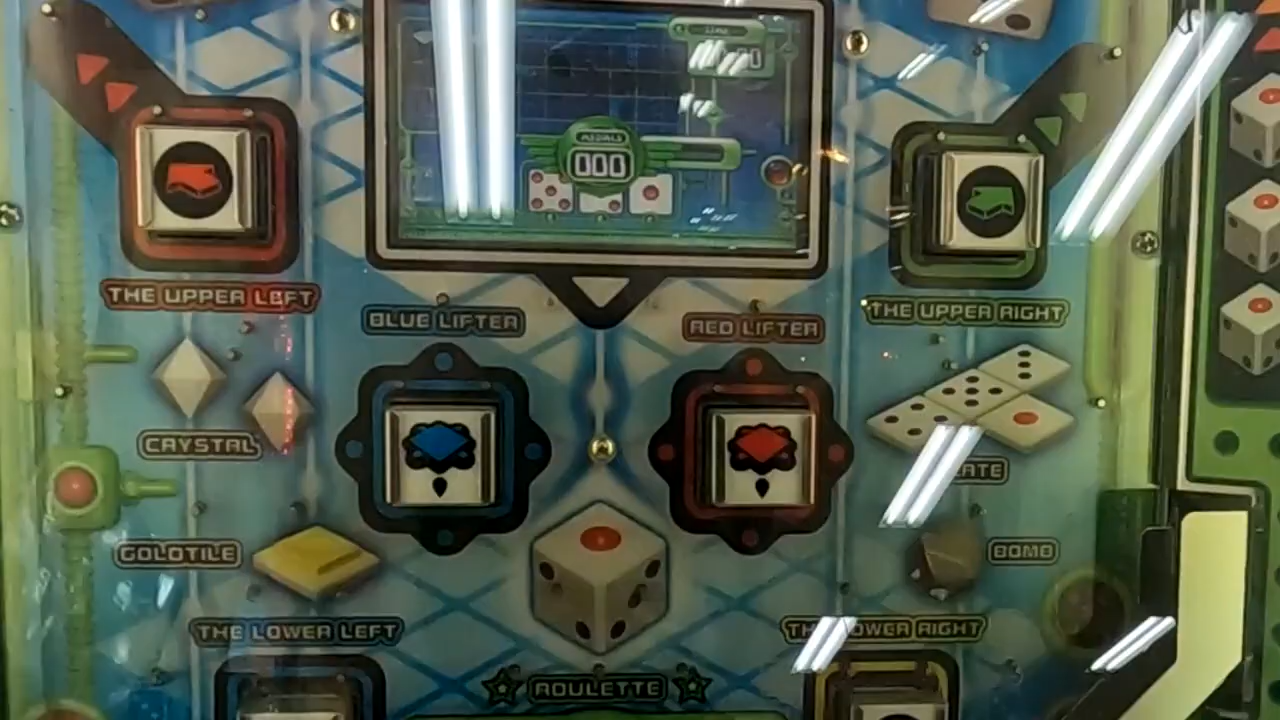 MEDALS
000
THE UPPER LEFT
THE UPPER RIGHT
BLUE LIFTER
RED LIFTER
CRYSTAL
GOLDTILE
BOMB
THE LOWER LEFT
ROULETTE